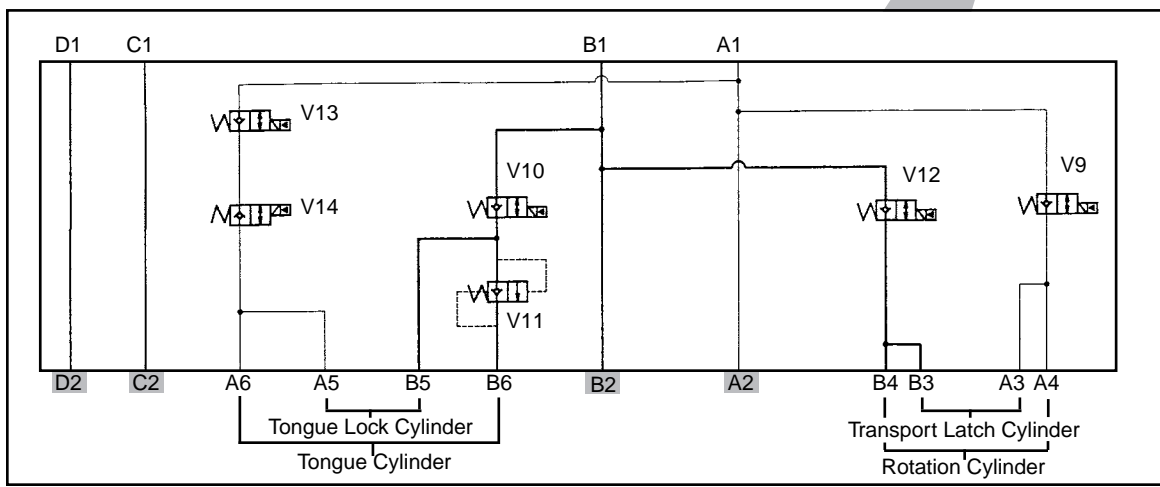 D1 C1 B1 A1
V13
V10 V12 V9
V14
V11
D2 C2 A6 A5 B5 B6 B2 A2 B4 B3 A3 A4
Tongue Lock Cylinder Transport Latch Cylinder
Tongue Cylinder Rotation Cylinder